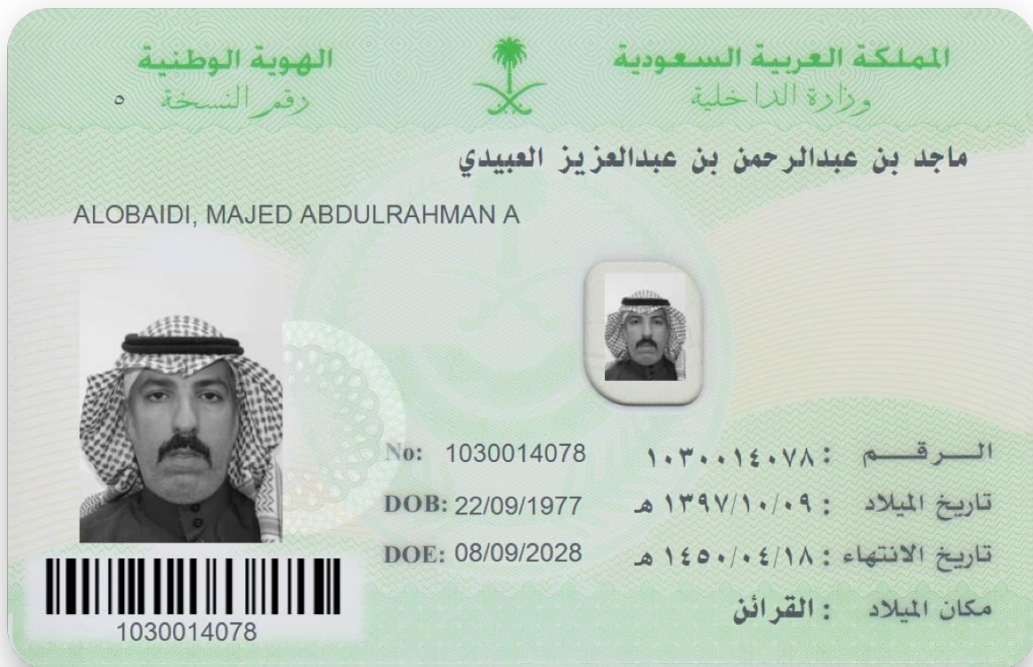 المملكة العربية السعودية
الهوية الوطنية
وزارة الداخلية
رقم النسخة ٥
ماجد بن عبدالرحمن بن عبدالعزيز العبيدي
ALOBAIDI, MAJED ABDULRAHMAN A
الـــرقـــم : ١٠٣٠٠١٤٠٧٨
No: 1030014078
تاريخ الميلاد : ١٣٩٧/١٠/٠٩ هـ
DOB: 22/09/1977
تاريخ الانتهاء : ١٤٥٠/٠٤/١٨ هـ
DOE: 08/09/2028
مكان الميلاد : القرائن
1030014078